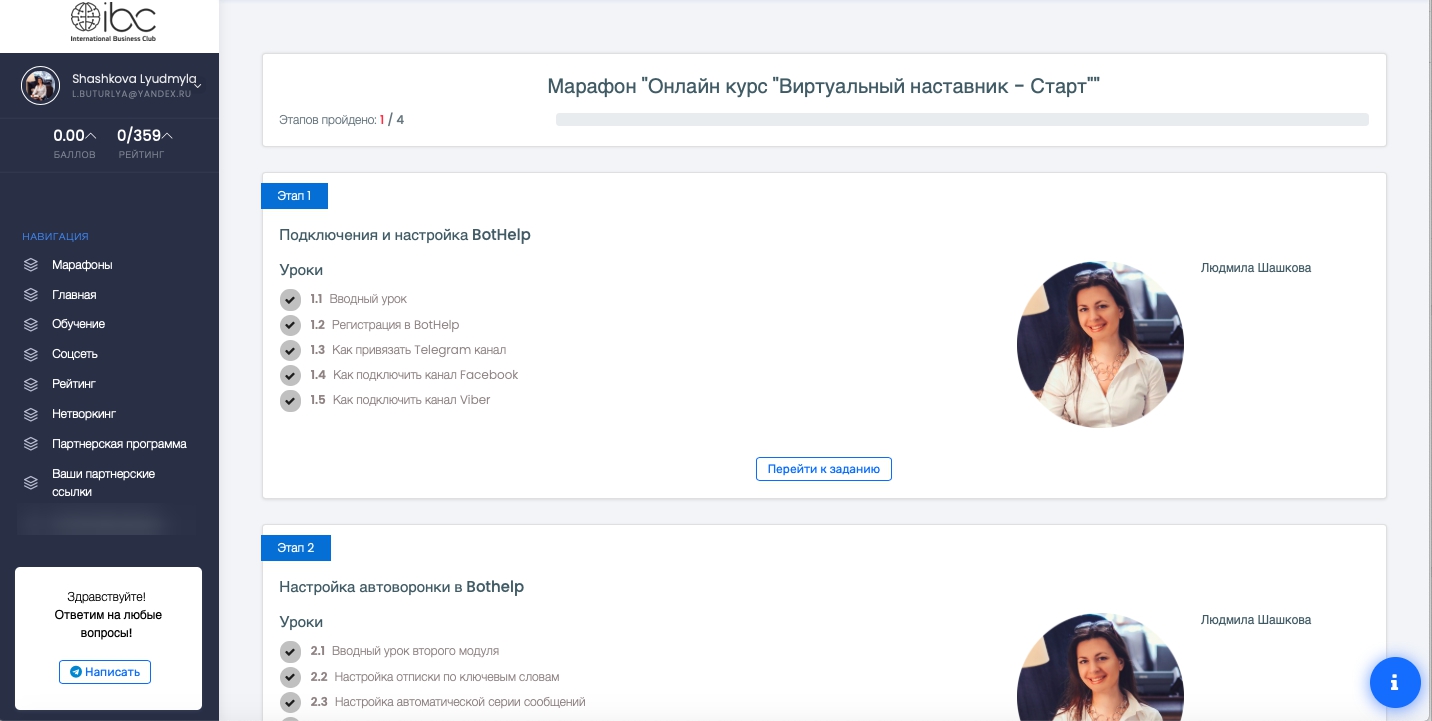 ibc
International Business Club
Shashkova Lyudmyla
L.BUTURLYA@YANDEX.RU
0.00
БАЛЛОВ
0/359
РЕЙТИНГ
НАВИГАЦИЯ
Марафоны
Главная
Обучение
Соцсеть
Рейтинг
Нетворкинг
Партнерская программа
Ваши партнерские
ссылки
Здравствуйте!
Ответим на любые
вопросы!
Написать
Марафон "Онлайн курс "Виртуальный наставник - Старт""
Этапов пройдено: 1 / 4
Этап 1
Подключения и настройка BotHelp
Уроки
1.1 Вводный урок
1.2 Регистрация в BotHelp
1.3 Как привязать Telegram канал
1.4 Как подключить канал Facebook
1.5 Как подключить канал Viber
Людмила Шашкова
Перейти к заданию
Этап 2
Настройка автоворонки в Bothelp
Уроки
2.1 Вводный урок второго модуля
2.2 Настройка отписки по ключевым словам
2.3 Настройка автоматической серии сообщений
Людмила Шашкова
i